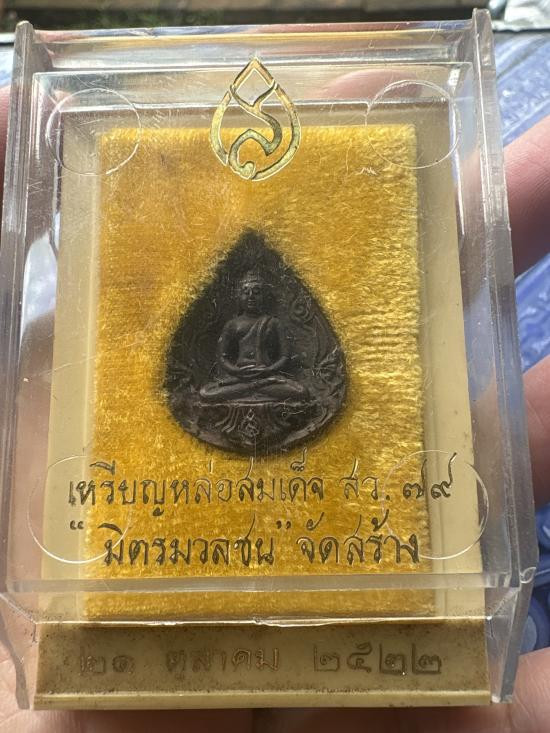 เหรียญหล่อสมเด็จ สว. ๗๙
"มิตรมวลชน" จัดสร้าง
๒๑ ตุลาคม ๒๕๒๒